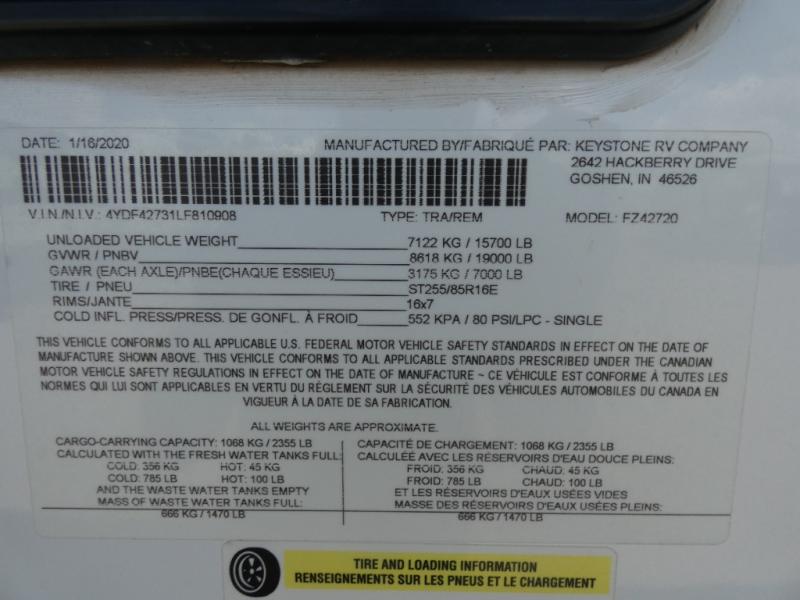 DATE: 1/16/2020 MANUFACTURED BY/FABRIQUÉ PAR: KEYSTONE RV COMPANY
2642 HACKBERRY DRIVE
GOSHEN, IN 46526
V.I.N./N.I.V.: 4YDF42731LF810908 TYPE: TRA/REM MODEL: FZ42720
UNLOADED VEHICLE WEIGHT 7122 KG / 15700 LB
GVWR / PNBV 8618 KG / 19000 LB
GAWR (EACH AXLE)/PNBE(CHAQUE ESSIEU) 3175 KG / 7000 LB
TIRE / PNEU ST255/85R16E
RIMS/JANTE 16x7
COLD INFL. PRESS/PRESS. DE GONFL. À FROID 552 KPA / 80 PSI/LPC - SINGLE
THIS VEHICLE CONFORMS TO ALL APPLICABLE U.S. FEDERAL MOTOR VEHICLE SAFETY STANDARDS IN EFFECT ON THE DATE OF
MANUFACTURE SHOWN ABOVE. THIS VEHICLE CONFORMS TO ALL APPLICABLE STANDARDS PRESCRIBED UNDER THE CANADIAN
MOTOR VEHICLE SAFETY REGULATIONS IN EFFECT ON THE DATE OF MANUFACTURE ~ CE VÉHICULE EST CONFORME À TOUTES LES
NORMES QUI LUI SONT APPLICABLES EN VERTU DU RÈGLEMENT SUR LA SÉCURITÉ DES VÉHICULES AUTOMOBILES DU CANADA EN
VIGUEUR À LA DATE DE SA FABRICATION.
ALL WEIGHTS ARE APPROXIMATE.
CARGO-CARRYING CAPACITY: 1068 KG / 2355 LB
CALCULATED WITH THE FRESH WATER TANKS FULL:
COLD: 356 KG HOT: 45 KG
COLD: 785 LB HOT: 100 LB
AND THE WASTE WATER TANKS EMPTY
MASS OF WASTE WATER TANKS FULL:
666 KG / 1470 LB
CAPACITÉ DE CHARGEMENT: 1068 KG / 2355 LB
CALCULÉE AVEC LES RÉSERVOIRS D'EAU DOUCE PLEINS:
FROID: 356 KG CHAUD: 45 KG
FROID: 785 LB CHAUD: 100 LB
ET LES RÉSERVOIRS D'EAUX USÉES VIDES
MASSE DES RÉSERVOIRS D'EAUX USÉES PLEINS:
666 KG / 1470 LB
TIRE AND LOADING INFORMATION
RENSEIGNEMENTS SUR LES PNEUS ET LE CHARGEMENT